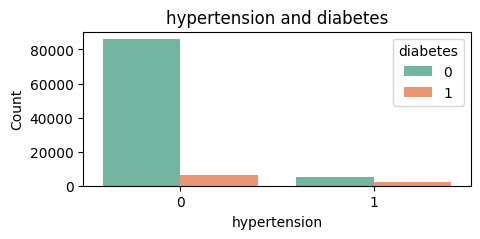 hypertension and diabetes
80000
60000
40000
20000
0
Count
diabetes
0
1
0
1
hypertension